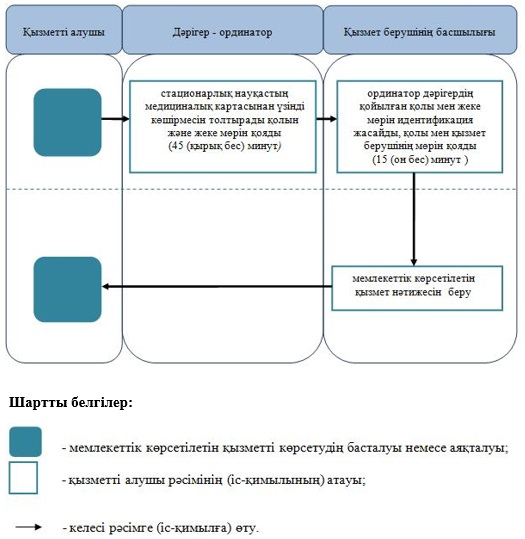 Қызметті алушы
Дәрігер - ординатор
Қызмет берушінің басшылығы
стационарлық науқастың
медициналық картасынан үзінді
көшірмесін толтырады қолын
және жеке мөрін қояды
(45 (қырық бес) минут)
ординатор дәрігердің
қойылған қолы мен жеке
мөрін идентификация
жасайды, қолы мен қызмет
берушінің мөрін қояды
(15 (он бес) минут )
мемлекеттік көрсетілетін
қызмет нәтижесін беру
Шартты белгілер:
- мемлекеттік көрсетілетін қызметті көрсетудің басталуы немесе аяқталуы;
- қызметті алушы рәсімінің (іс-қимылының) атауы;
- келесі рәсімге (іс-қимылға) өту.